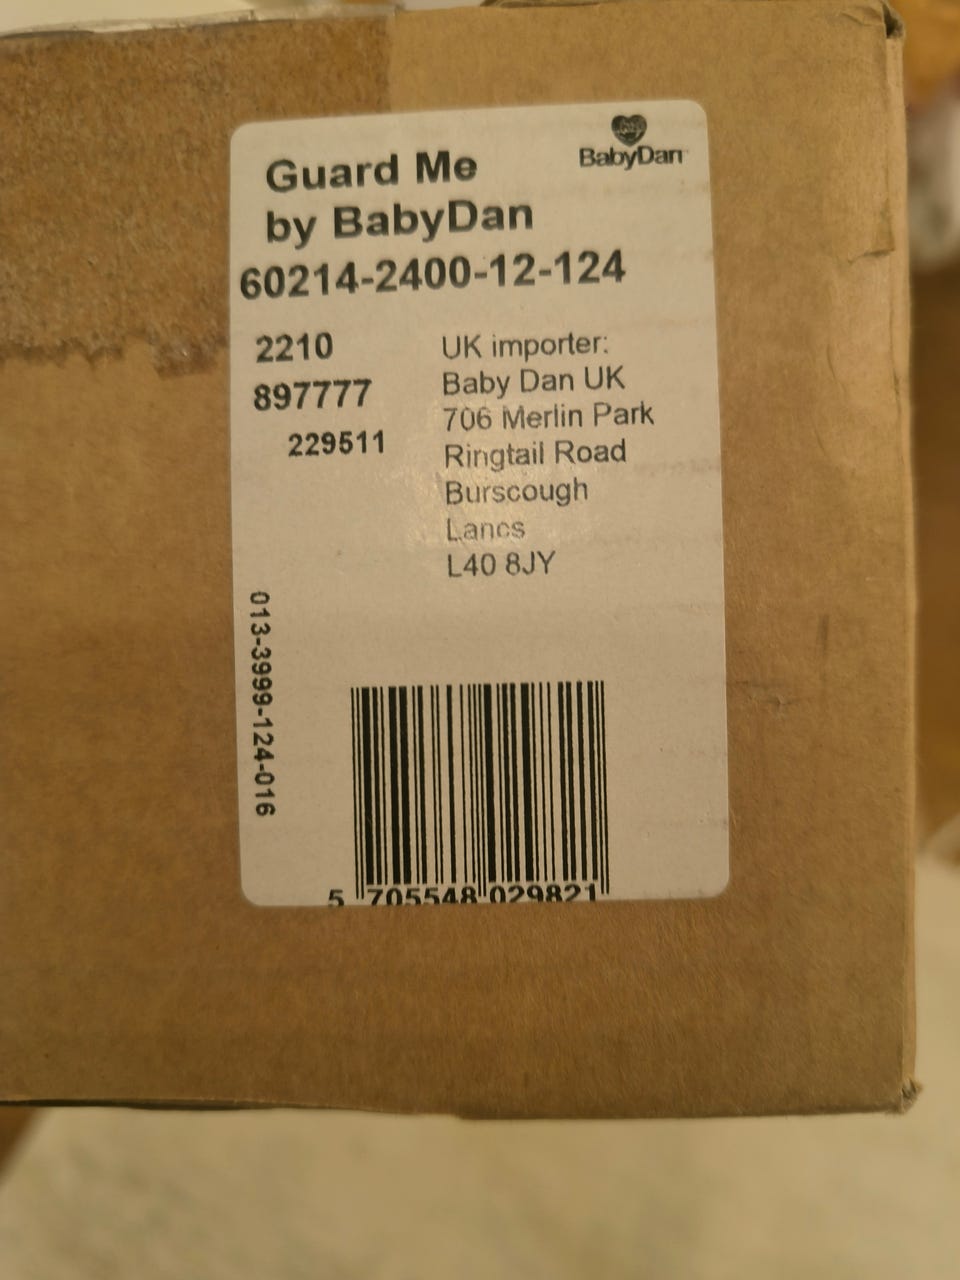 BabyDan
Guard Me
by BabyDan
60214-2400-12-124
2210
897777
229511
UK importer:
Baby Dan UK
706 Merlin Park
Ringtail Road
Burscough
Lancs
L40 8JY
013-3999-124-016
5 705548 029821